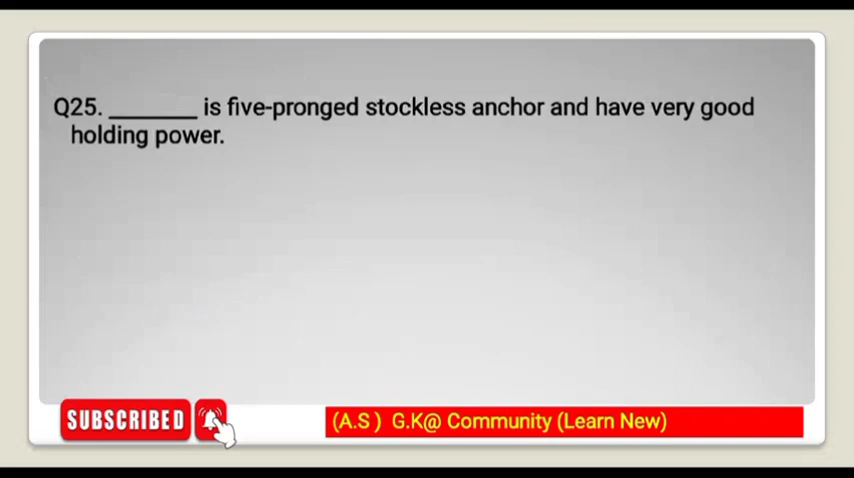 Q25. ________ is five-pronged stockless anchor and have very good
holding power.
SUBSCRIBED
(A.S ) G.K@ Community (Learn New)